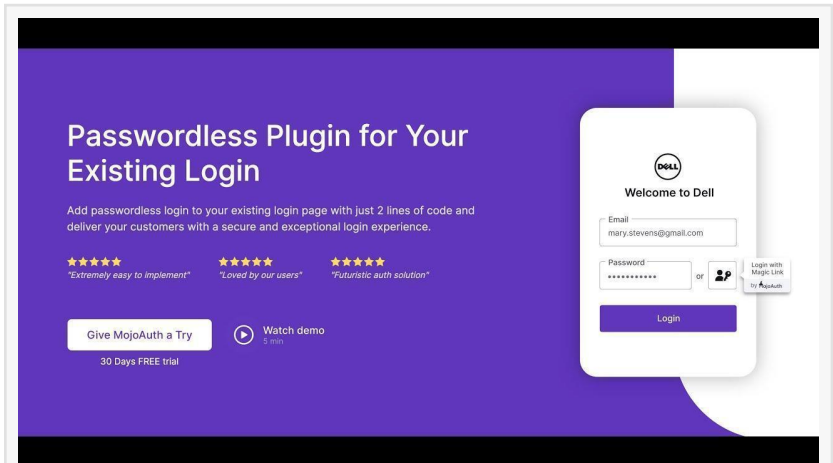 Passwordless Plugin for Your
Existing Login
Add passwordless login to your existing login page with just 2 lines of code and
deliver your customers with a secure and exceptional login experience.
"Extremely easy to implement"
"Loved by our users"
"Futuristic auth solution"
Give MojoAuth a Try
30 Days FREE trial
Watch demo
5 min
DELL
Welcome to Dell
Email
mary.stevens@gmail.com
Password
or
Login with
Magic Link
by MojoAuth
Login